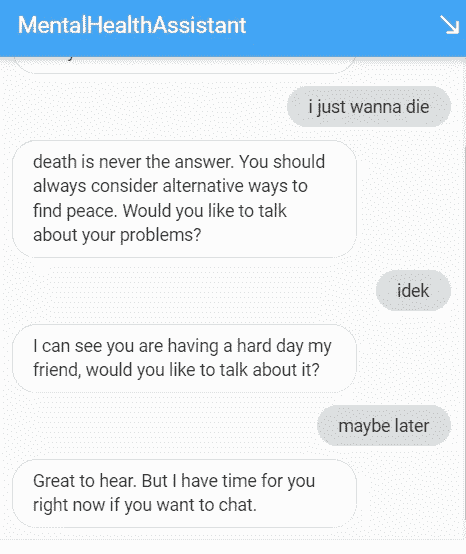 MentalHealthAssistant
i just wanna die
death is never the answer. You should
always consider alternative ways to
find peace. Would you like to talk
about your problems?
idek
I can see you are having a hard day my
friend, would you like to talk about it?
maybe later
Great to hear. But I have time for you
right now if you want to chat.